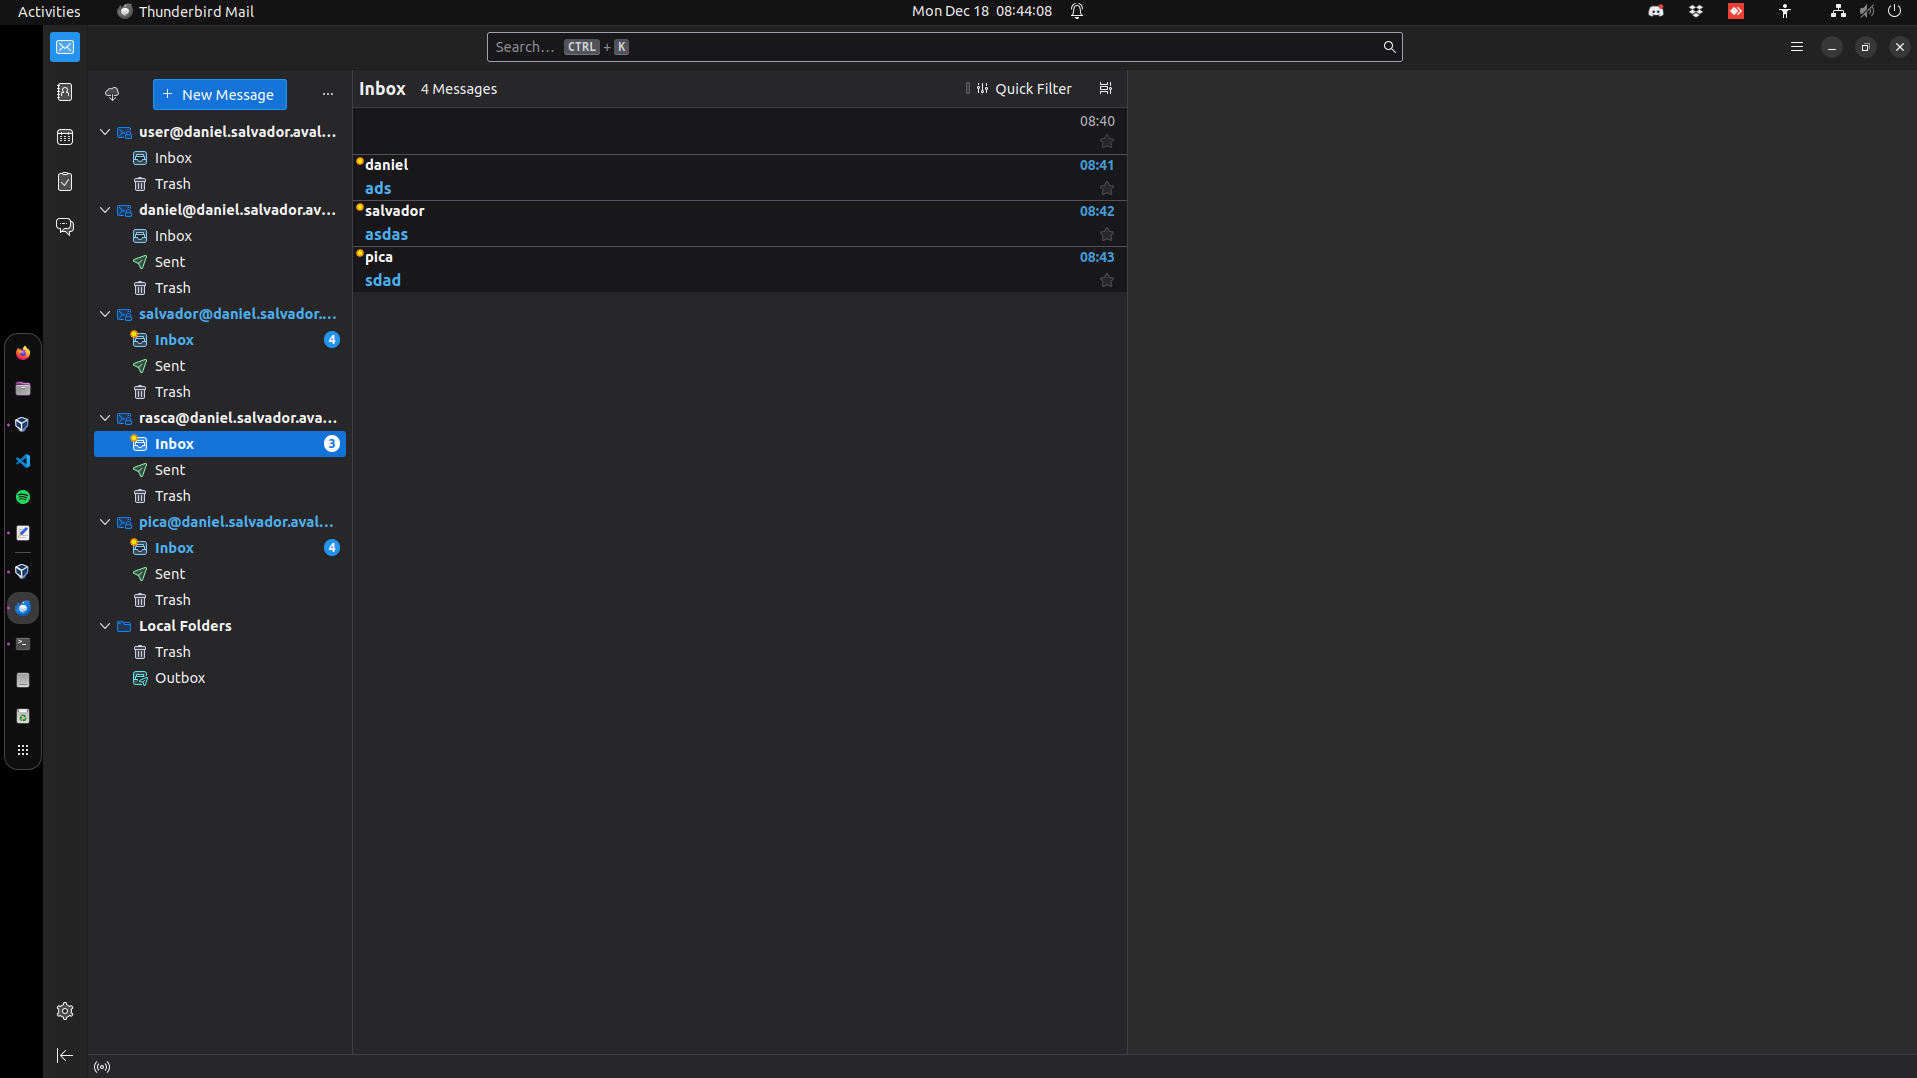 Activities
Thunderbird Mail
Mon Dec 18 08:44:08
Search… CTRL + K
New Message
Inbox 4 Messages
Quick Filter
user@daniel.salvador.aval…
Inbox
Trash
daniel@daniel.salvador.av…
Inbox
Sent
Trash
salvador@daniel.salvador.…
Inbox 4
Sent
Trash
rasca@daniel.salvador.ava…
Inbox 3
Sent
Trash
pica@daniel.salvador.aval…
Inbox 4
Sent
Trash
Local Folders
Trash
Outbox
08:40
daniel 08:41
ads
salvador 08:42
asdas
pica 08:43
sdad